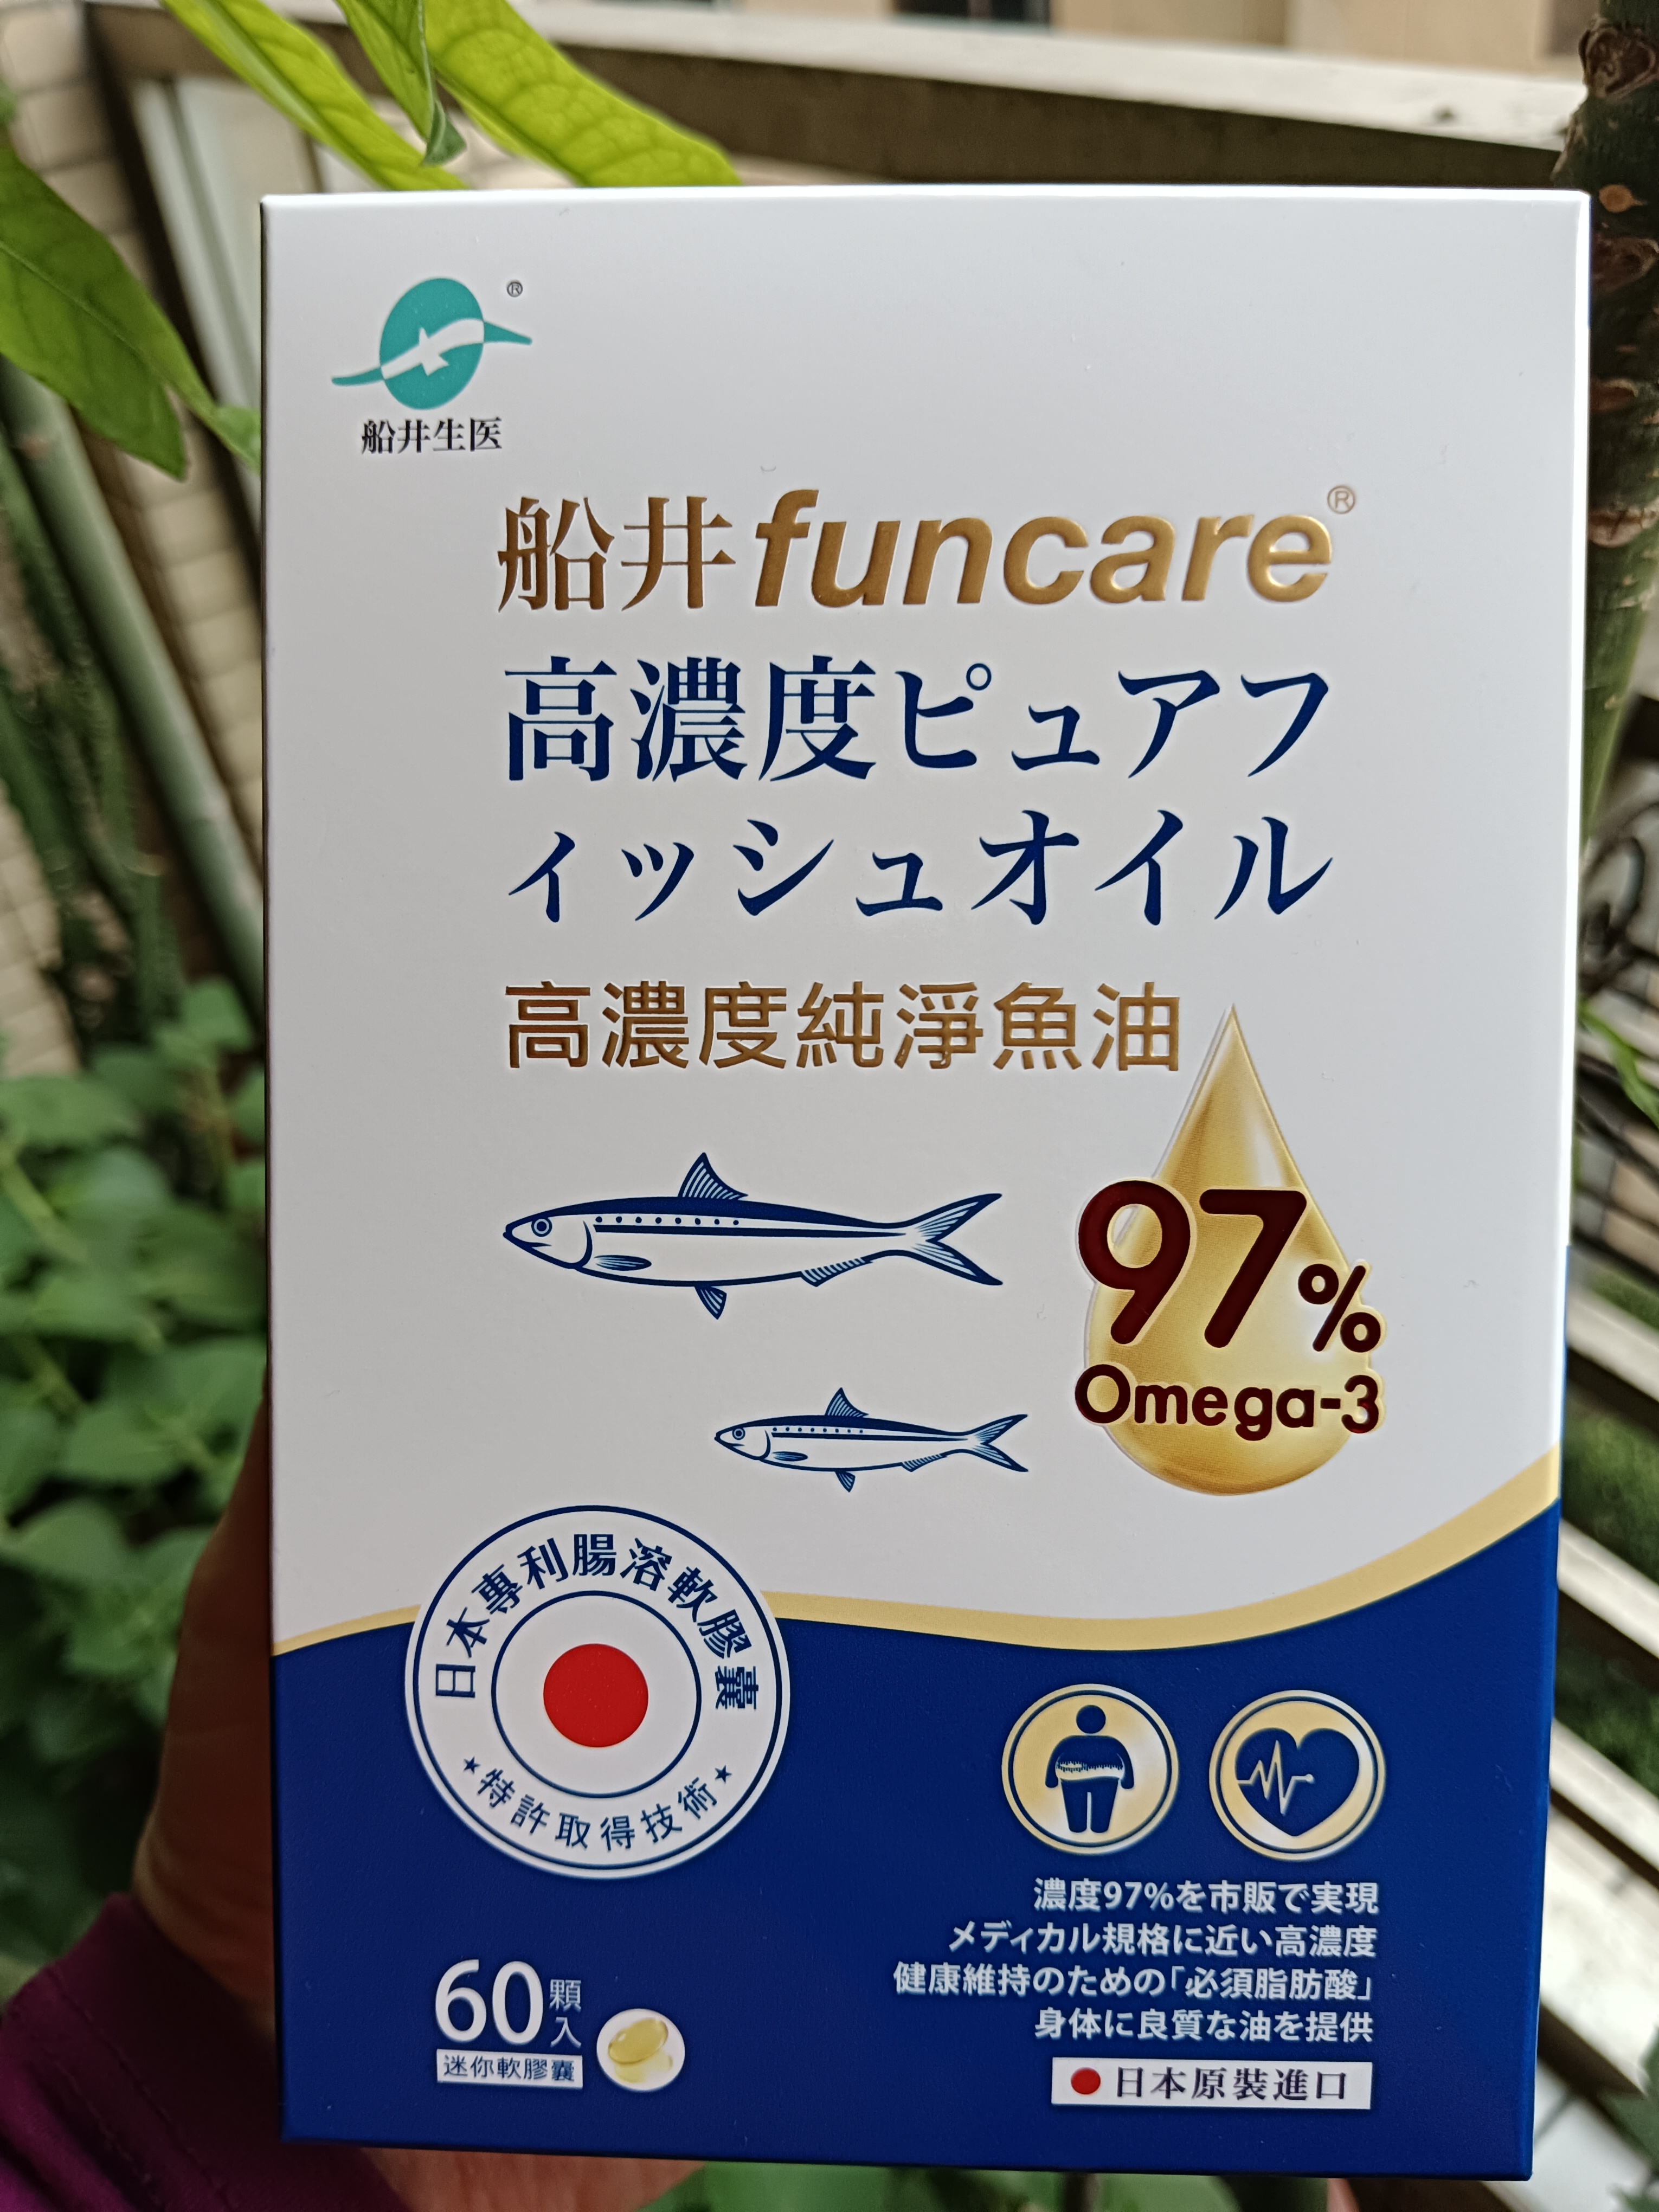 ®
船井生医
船井funcare®
高濃度ピュアフ
ィッシュオイル
高濃度純淨魚油
97%
Omega-3
日本專利腸溶軟膠囊
★特許取得技術★
濃度97%を市販で実現
メディカル規格に近い高濃度
健康維持のための「必須脂肪酸」
身体に良質な油を提供
60顆入
迷你軟膠囊
日本原裝進口